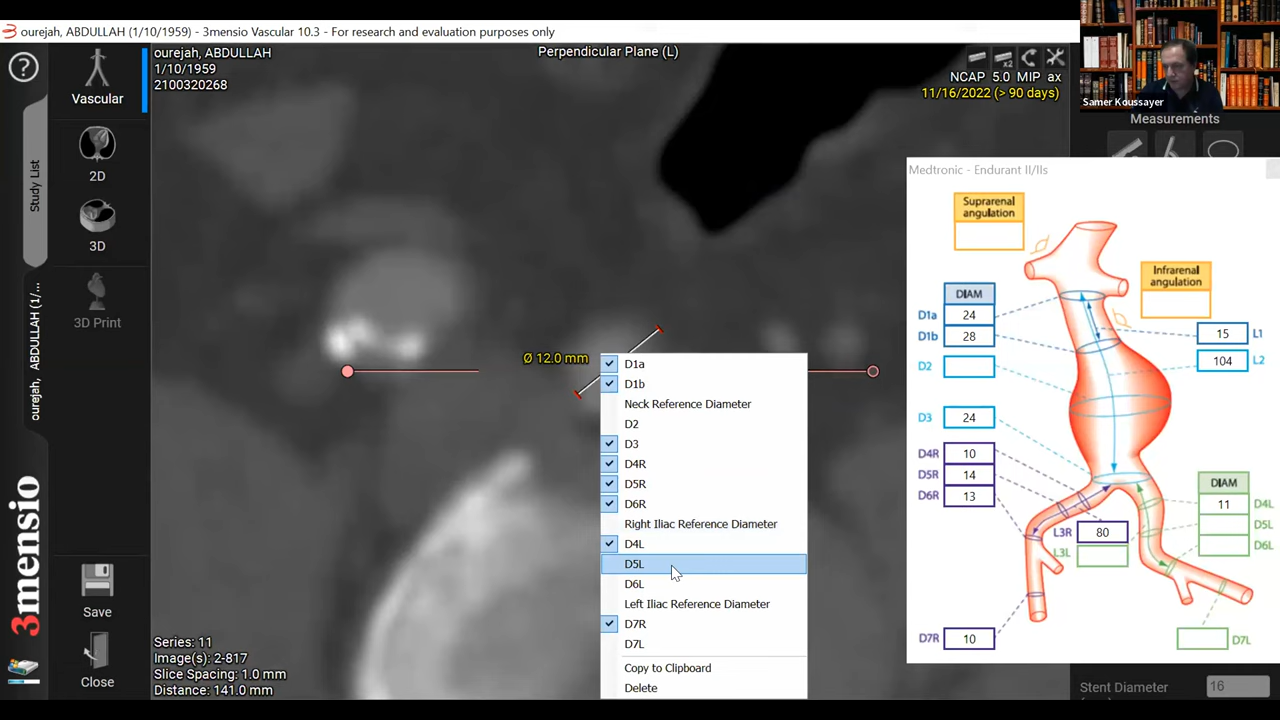 ourejah, ABDULLAH (1/10/1959) - 3mensio Vascular 10.3 - For research and evaluation purposes only
Study List
ourejah, ABDULLAH (1/...
3mensio
Vascular
2D
3D
3D Print
Save
Close
ourejah, ABDULLAH
1/10/1959
2100320268
Perpendicular Plane (L)
x2
NCAP 5.0 MIP ax
11/16/2022 (> 90 days)
Ø 12.0 mm
D1a
D1b
Neck Reference Diameter
D2
D3
D4R
D5R
D6R
Right Iliac Reference Diameter
D4L
D5L
D6L
Left Iliac Reference Diameter
D7R
D7L
Copy to Clipboard
Delete
Series: 11
Image(s): 2-817
Slice Spacing: 1.0 mm
Distance: 141.0 mm
Samer Koussayer
Measurements
Medtronic - Endurant II/IIs
Suprarenal
angulation
Infrarenal
angulation
DIAM
D1a 24
D1b 28
D2
D3 24
D4R 10
D5R 14
D6R 13
D7R 10
15 L1
104 L2
L3R 80
L3L
DIAM
11 D4L
D5L
D6L
D7L
Stent Diameter
16